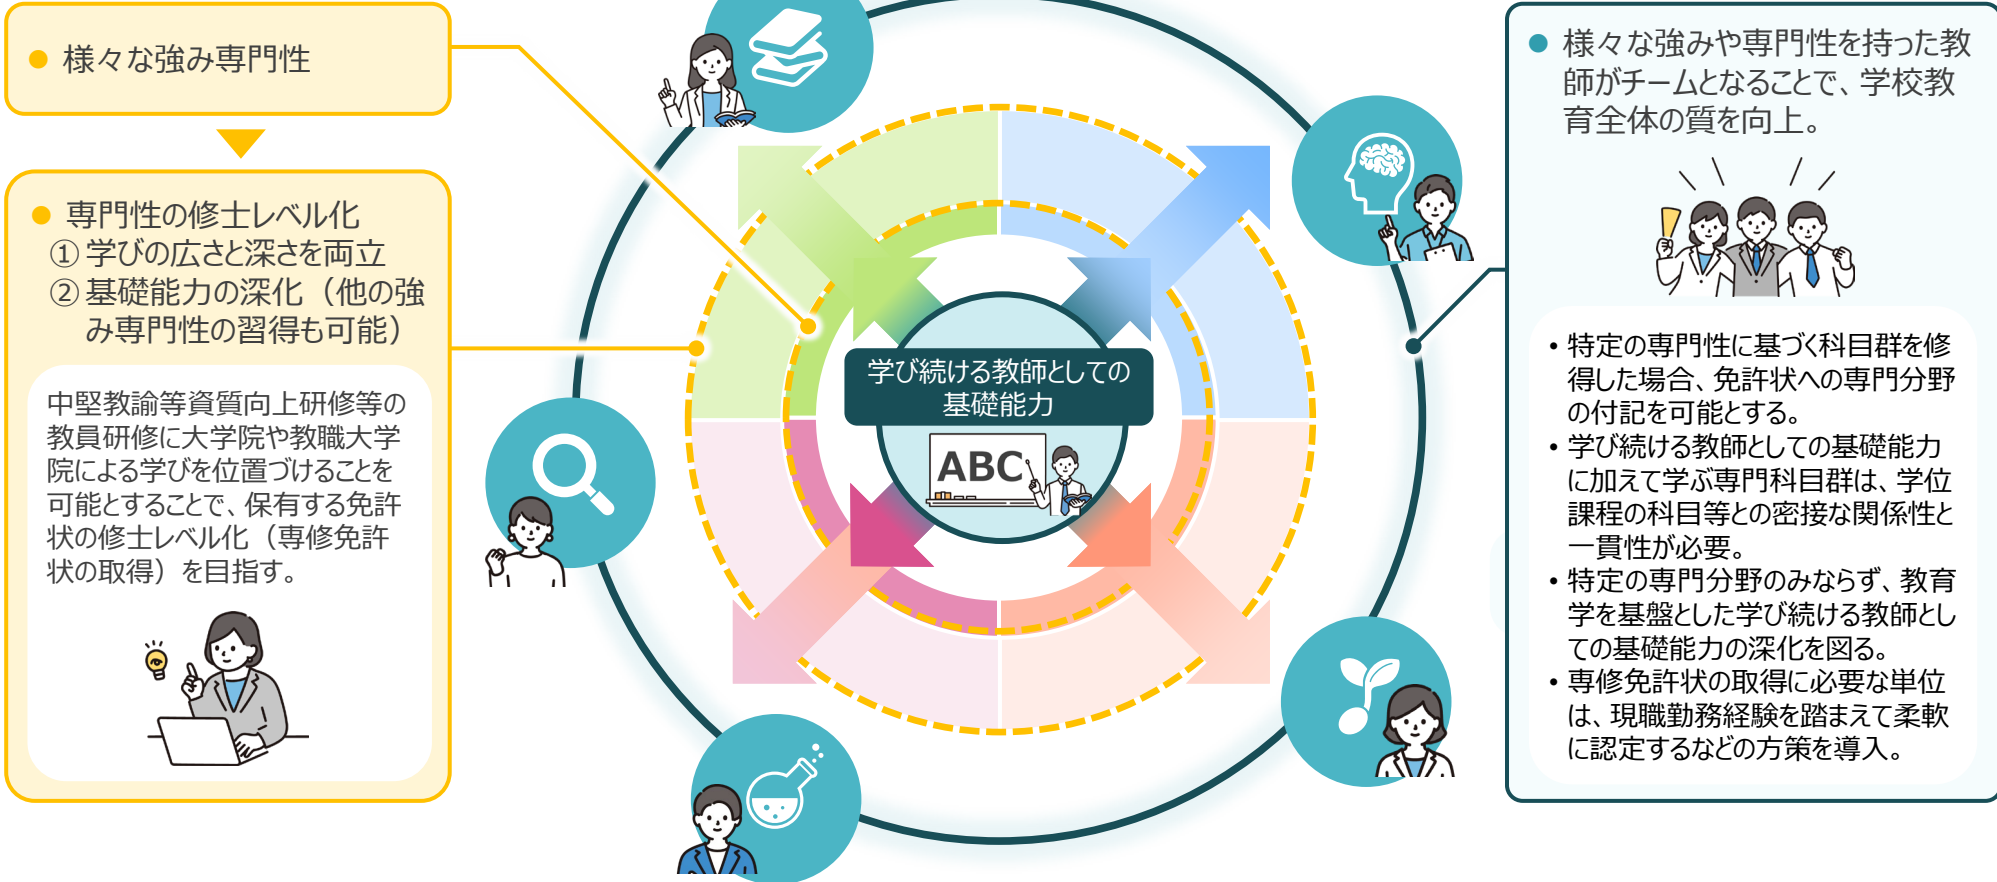 様々な強み専門性
専門性の修士レベル化
① 学びの広さと深さを両立
② 基礎能力の深化（他の強
み専門性の習得も可能）
中堅教諭等資質向上研修等の
教員研修に大学院や教職大学
院による学びを位置づけることを
可能とすることで、保有する免許
状の修士レベル化（専修免許
状の取得）を目指す。
学び続ける教師としての
基礎能力
ABC
様々な強みや専門性を持った教
師がチームとなることで、学校教
育全体の質を向上。
• 特定の専門性に基づく科目群を修
得した場合、免許状への専門分野
の付記を可能とする。
• 学び続ける教師としての基礎能力
に加えて学ぶ専門科目群は、学位
課程の科目等との密接な関係性と
一貫性が必要。
• 特定の専門分野のみならず、教育
学を基盤とした学び続ける教師とし
ての基礎能力の深化を図る。
• 専修免許状の取得に必要な単位
は、現職勤務経験を踏まえて柔軟
に認定するなどの方策を導入。